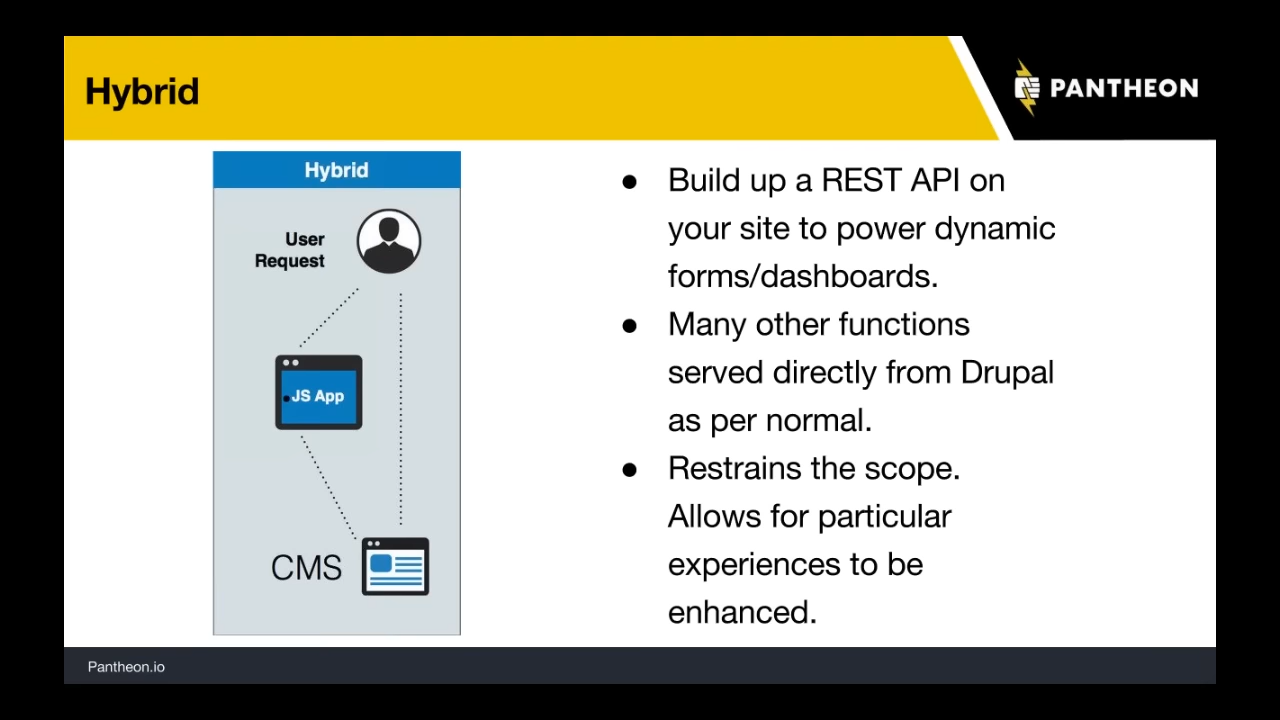 Hybrid
PANTHEON
Hybrid
User
Request
JS App
CMS
● Build up a REST API on
your site to power dynamic
forms/dashboards.
● Many other functions
served directly from Drupal
as per normal.
● Restrains the scope.
Allows for particular
experiences to be
enhanced.
Pantheon.io